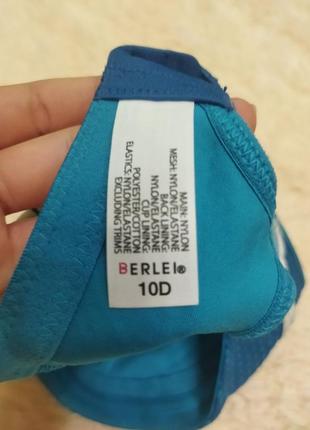 MAIN: NYLON
MESH: NYLON/ELASTANE
BACK LINING:
NYLON/ELASTANE
CUP LINING:
POLYESTER/COTTON
ELASTICS: NYLON/ELASTANE
EXCLUDING TRIMS
BERLEI®
10D